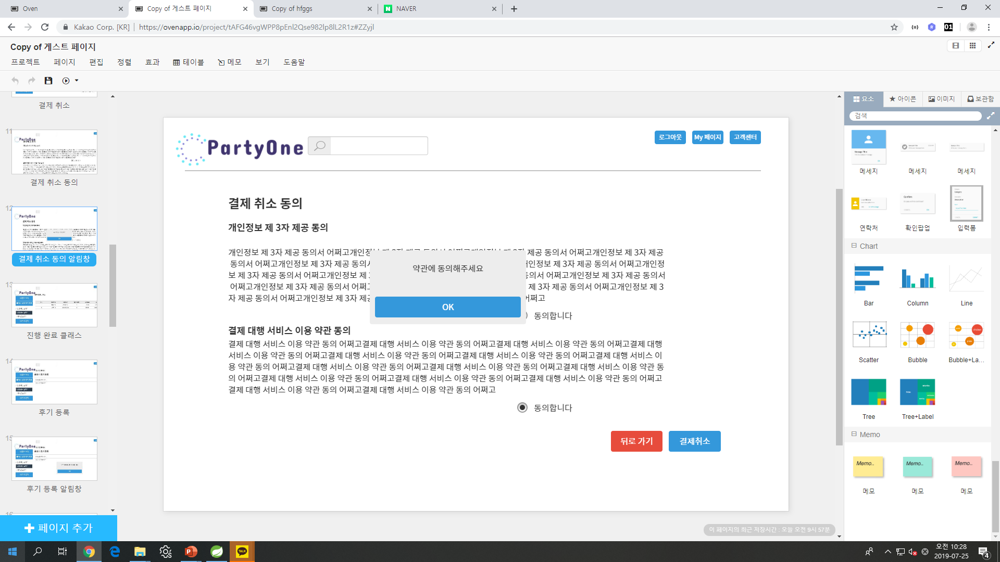 Oven
Copy of 게스트 페이지
Copy of hfggs
NAVER
Kakao Corp. [KR]
https://ovenapp.io/project/tAFG46vgWPP8pEnl2Qse982lp8lL2R1z#ZZyjl
Copy of 게스트 페이지
프로젝트 페이지 편집 정렬 효과 테이블 메모 보기 도움말
결제 취소
11
결제 취소 동의
12
결제 취소 동의 알림창
13
진행 완료 클래스
14
후기 등록
15
후기 등록 알림창
페이지 추가
PartyOne
로그아웃 My 페이지 고객센터
결제 취소 동의
개인정보 제 3자 제공 동의
개인정보 제 3자 제공 동의서 어쩌고개인정보 제 3자 제공 동의서 어쩌고개인정보 제 3자 제공 동의서 어쩌고개인정보 제 3자 제공
동의서 어쩌고개인정보 제 3자 제공 동의서 개인정보 제 3자 제공 동의서 어쩌고개인정
보 제 3자 제공 동의서 어쩌고개인정보 제 동의서 어쩌고개인정보 제 3자 제공 동의서
어쩌고개인정보 제 3자 제공 동의서 어쩌고 제 3자 제공 동의서 어쩌고개인정보 제 3
자 제공 동의서 어쩌고개인정보 제 3자 제공 어쩌고
약관에 동의해주세요
OK
동의합니다
결제 대행 서비스 이용 약관 동의
결제 대행 서비스 이용 약관 동의 어쩌고결제 대행 서비스 이용 약관 동의 어쩌고결제 대행 서비스 이용 약관 동의 어쩌고결제 대행
서비스 이용 약관 동의 어쩌고결제 대행 서비스 이용 약관 동의 어쩌고결제 대행 서비스 이용 약관 동의 어쩌고결제 대행 서비스 이
용 약관 동의 어쩌고결제 대행 서비스 이용 약관 동의 어쩌고결제 대행 서비스 이용 약관 동의 어쩌고결제 대행 서비스 이용 약관 동
의 어쩌고결제 대행 서비스 이용 약관 동의 어쩌고결제 대행 서비스 이용 약관 동의 어쩌고결제 대행 서비스 이용 약관 동의 어쩌고
결제 대행 서비스 이용 약관 동의 어쩌고결제 대행 서비스 이용 약관 동의 어쩌고
동의합니다
뒤로 가기 결제취소
이 페이지의 최근 저장시간 : 오늘 오전 9시 57분
요소 아이콘 이미지 보관함
검색
메세지 메세지 메세지
연락처 확인팝업 입력폼
Chart
Bar Column Line
Scatter Bubble Bubble+La...
Tree Tree+Label
Memo
Memo.. Memo.. Memo..
메모 메모 메모
TALK
오전 10:28
2019-07-25
4